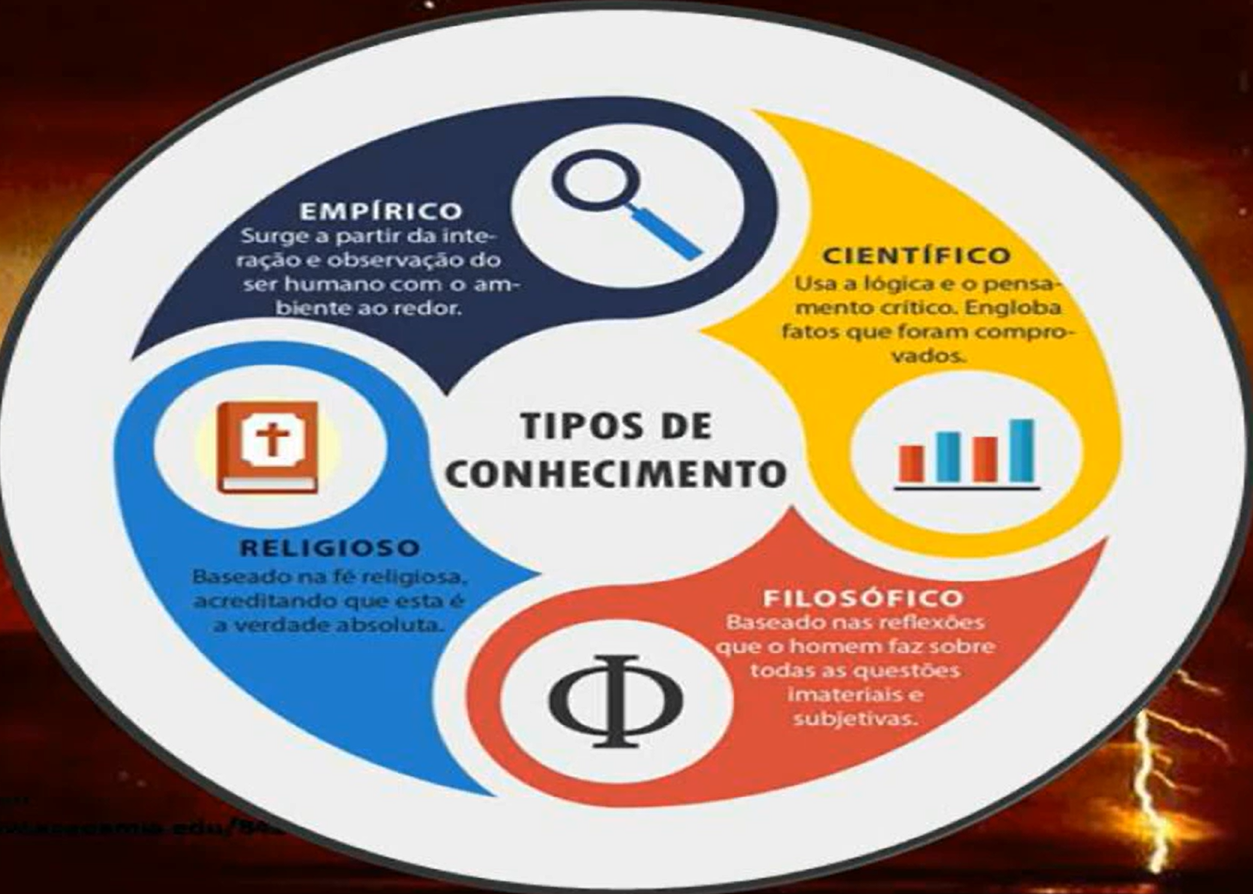 EMPÍRICO
Surge a partir da inte-
ração e observação do
ser humano com o am-
biente ao redor.
CIENTÍFICO
Usa a lógica e o pensa-
mento crítico. Engloba
fatos que foram compro-
vados.
TIPOS DE
CONHECIMENTO
RELIGIOSO
Baseado na fé religiosa,
acreditando que esta é
a verdade absoluta.
FILOSÓFICO
Baseado nas reflexões
que o homem faz sobre
todas as questões
imateriais e
subjetivas.
Φ